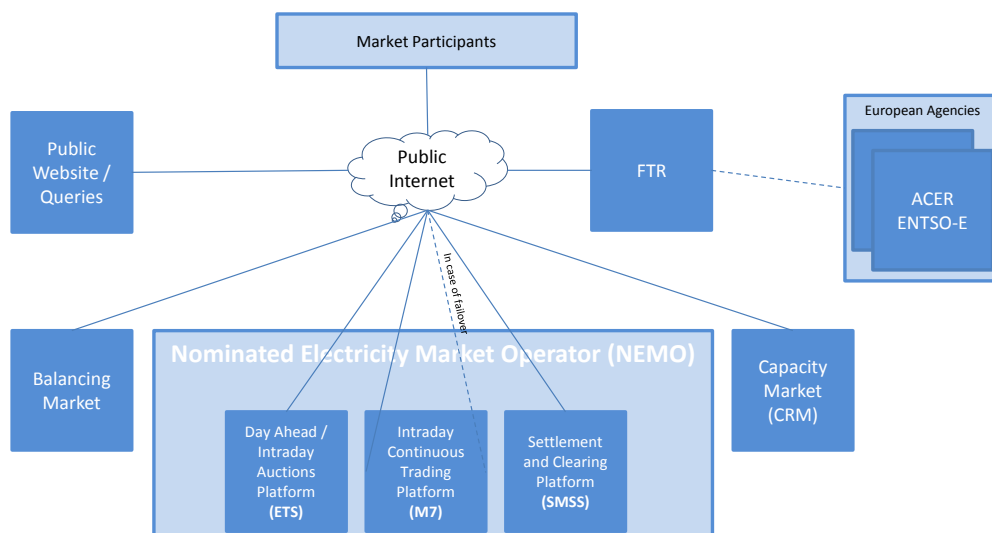 Market Participants
European Agencies
Public
Website /
Queries
Public
Internet
FTR
ACER
ENTSO-E
In case of failover
Balancing
Market
Nominated Electricity Market Operator (NEMO)
Capacity
Market
(CRM)
Day Ahead /
Intraday
Auctions
Platform
(ETS)
Intraday
Continuous
Trading
Platform
(M7)
Settlement
and Clearing
Platform
(SMSS)